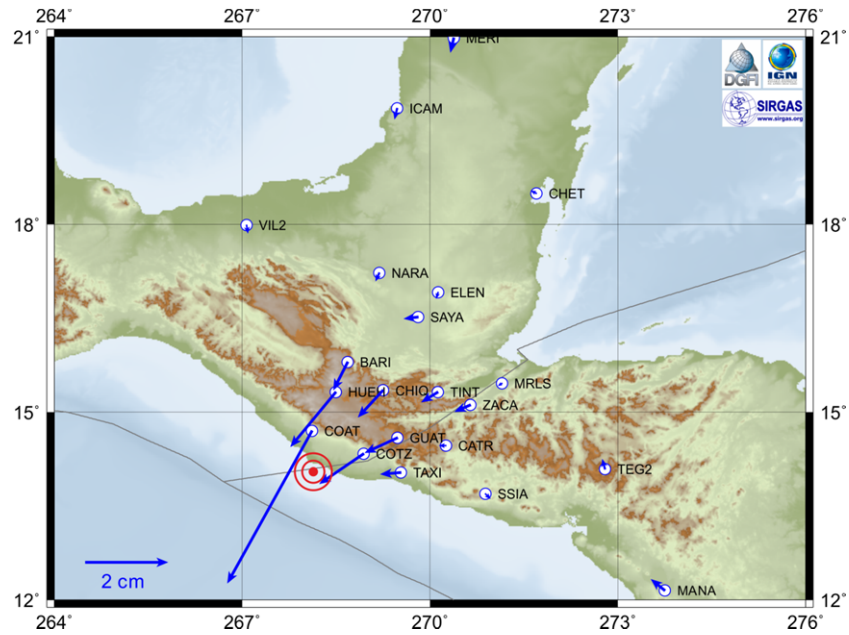 264° 267° 270° 273° 276°
21° 21°
MERI
DGFI IGN
SIRGAS
www.sirgas.org
ICAM
CHET
18° 18°
VIL2
NARA
ELEN
SAYA
BARI
MRLS
HUEH CHIQ TINT
ZACA
15° 15°
COAT GUAT
CATR
COTZ
TEG2
TAXI
SSIA
2 cm
MANA
12° 12°
264° 267° 270° 273° 276°